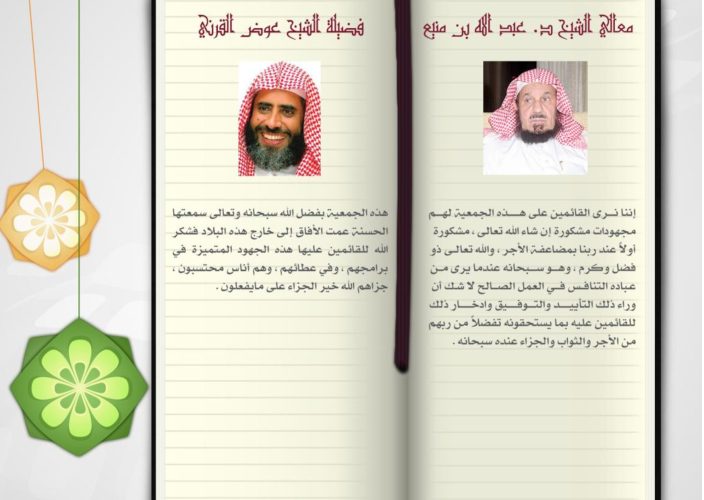 معالي الشيخ د. عبد الله بن منيع
إننا نرى القائمين على هذه الجمعية لهم
مجهودات مشكورة إن شاء الله تعالى ، مشكورة
أولاً عند ربنا بمضاعفة الأجر ، والله تعالى ذو
فضل وكرم ، وهو سبحانه عندما يرى من
عباده التنافس في العمل الصالح لا شك أن
وراء ذلك التأييد والتوفيق وادخار ذلك
للقائمين عليه بما يستحقونه تفضلاً من ربهم
من الأجر والثواب والجزاء عنده سبحانه .
فضيلة الشيخ عوض القرني
هذه الجمعية بفضل الله سبحانه وتعالى سمعتها
الحسنة عمت الآفاق إلى خارج هذه البلاد فشكر
الله للقائمين عليها هذه الجهود المتميزة في
برامجهم ، وفي عطائهم ، وهم أناس محتسبون ،
جزاهم الله خير الجزاء على مايفعلون .